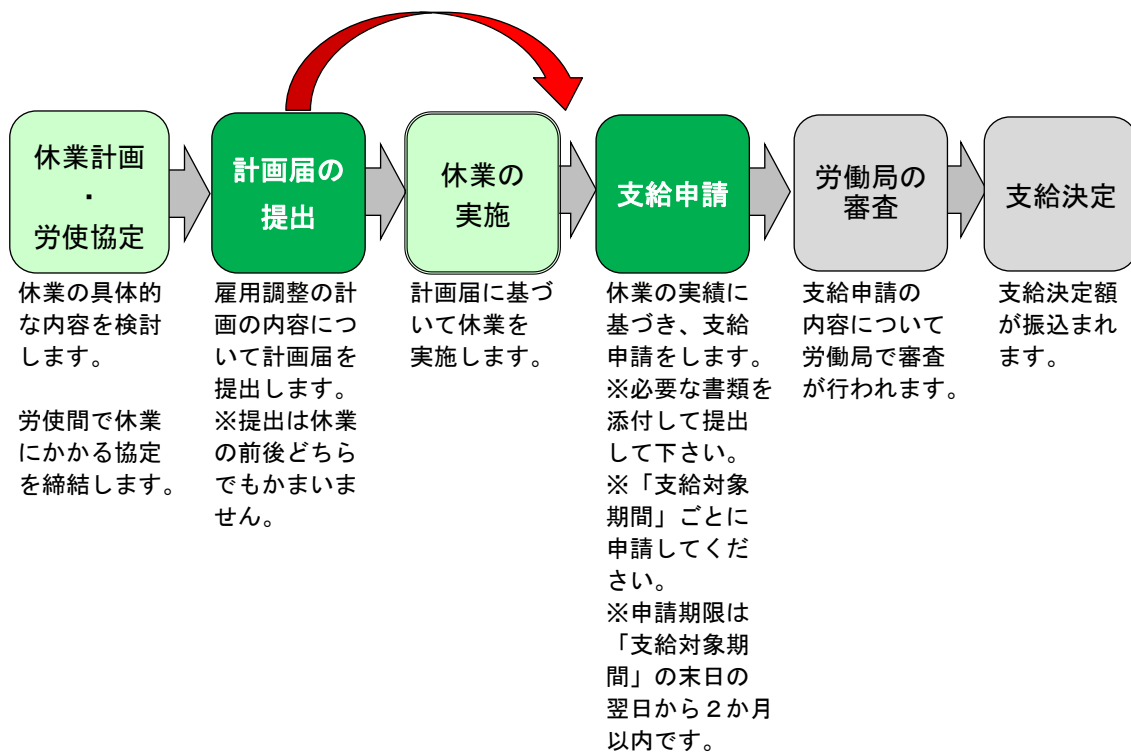 休業計画
・
労使協定
計画届の
提出
休業の
実施
支給申請
労働局の
審査
支給決定
休業の具体的
な内容を検討
します。
労使間で休業
にかかる協定
を締結します。
雇用調整の計
画の内容につ
いて計画届を
提出します。
※提出は休業
の前後どちら
でもかまいま
せん。
計画届に基づ
いて休業を
実施します。
休業の実績に
基づき、支給
申請をします。
※必要な書類を
添付して提出
して下さい。
※「支給対象
期間」ごとに
申請してくだ
さい。
※申請期限は
「支給対象期
間」の末日の
翌日から２か月
以内です。
支給申請の
内容について
労働局で審査
が行われます。
支給決定額
が振込まれ
ます。